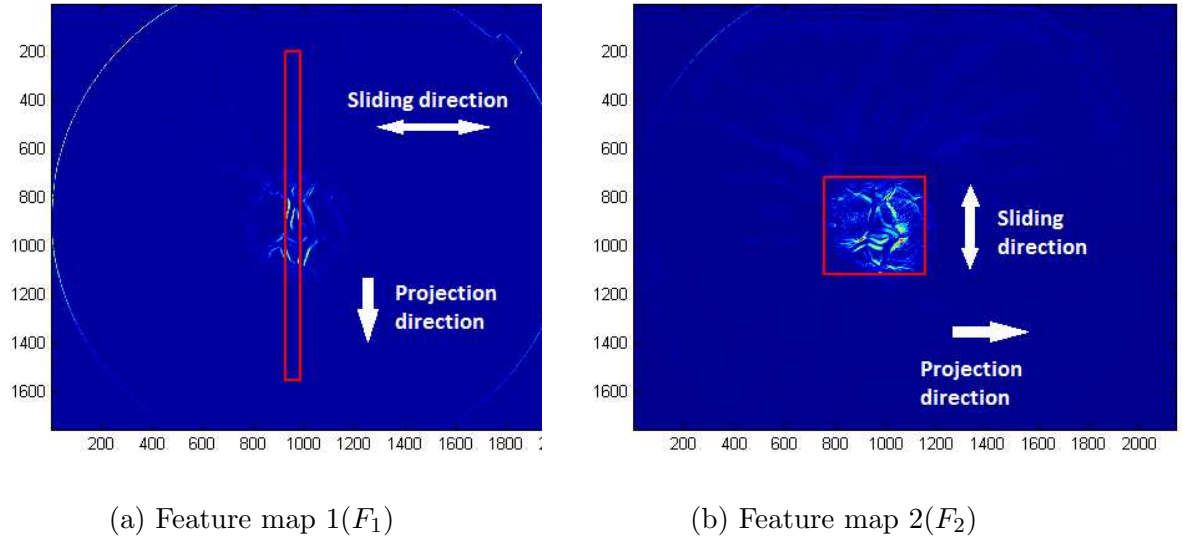 200
400
600
800
1000
1200
1400
1600
200 400 600 800 1000 1200 1400 1600 1800 2
Sliding direction
Projection
direction
(a) Feature map 1(F₁)
200
400
600
800
1000
1200
1400
1600
200 400 600 800 1000 1200 1400 1600 1800 2000
Sliding
direction
Projection
direction
(b) Feature map 2(F₂)